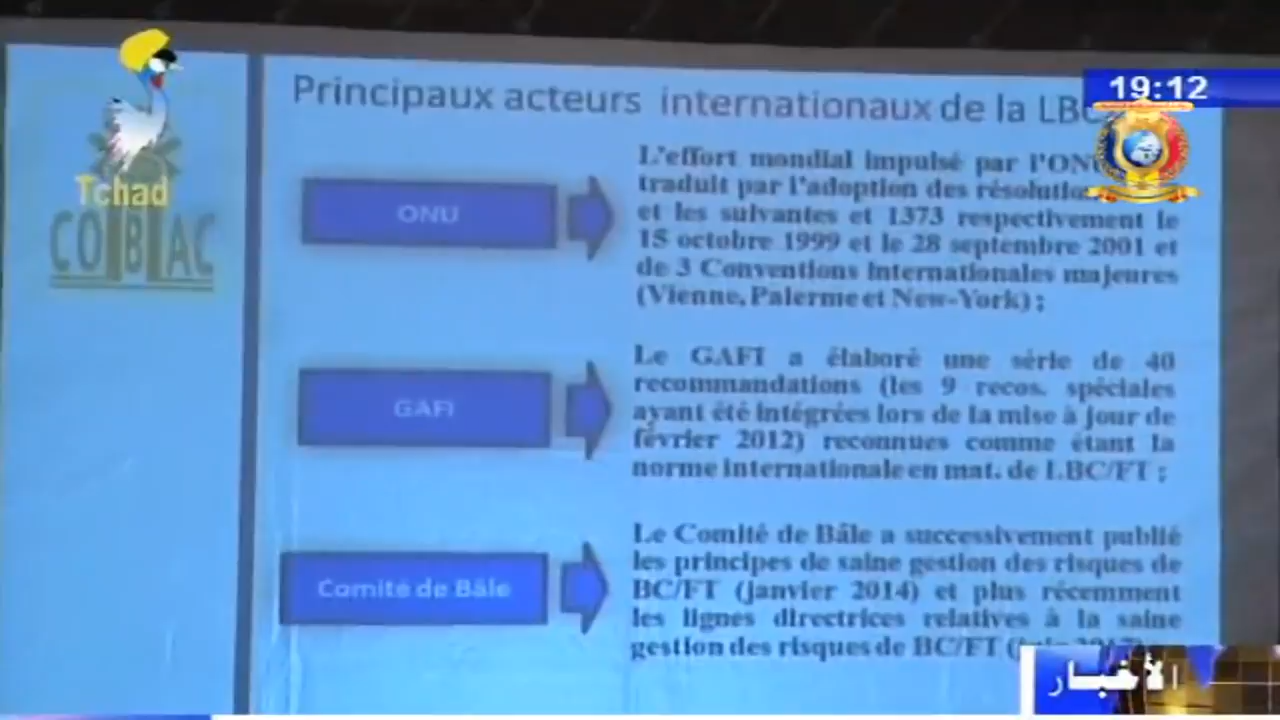 19:12
Tchad
COBAC
Principaux acteurs internationaux de la LBC
ONU
L'effort mondial impulsé par l'ONU
traduit par l'adoption des résolutions
et les suivantes et 1373 respectivement le
15 octobre 1999 et le 28 septembre 2001 et
de 3 Conventions Internationales majeures
(Vienne, Palerme et New-York) ;
GAFI
Le GAFI a élaboré une série de 40
recommandations (les 9 recos. spéciales
ayant été intégrées lors de la mise à jour de
février 2012) reconnues comme étant la
norme internationale en mat. de LBC/FT ;
Comité de Bâle
Le Comité de Bâle a successivement publié
les principes de saine gestion des risques de
BC/FT (janvier 2014) et plus récemment
les lignes directrices relatives à la saine
gestion des risques de BC/FT (
الأخبار